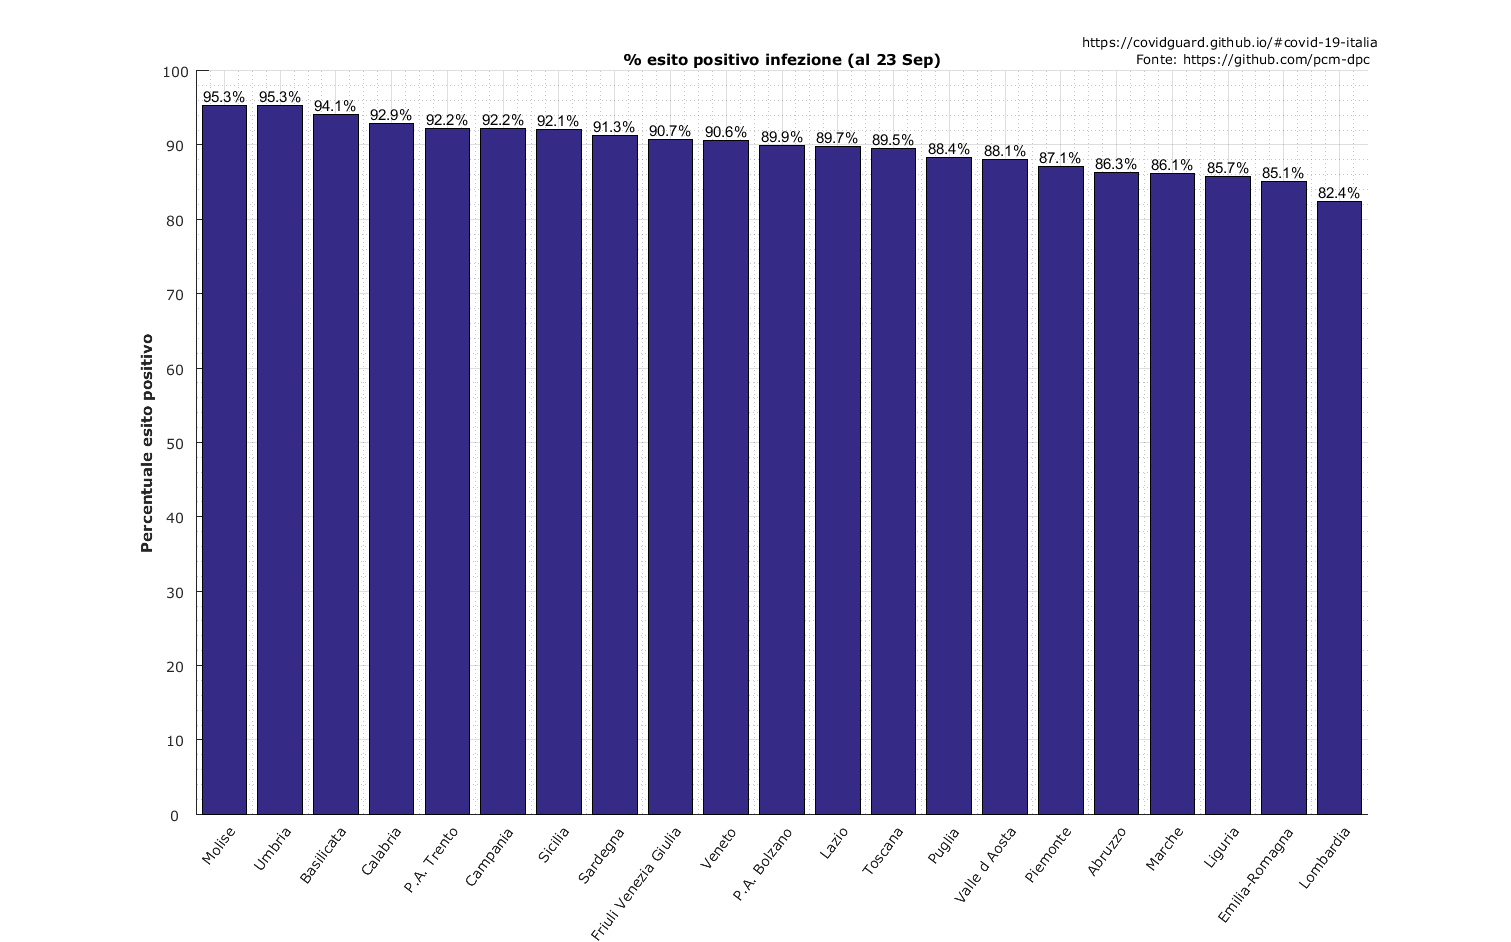 https://covidguard.github.io/#covid-19-italia
Fonte: https://github.com/pcm-dpc
% esito positivo infezione (al 23 Sep)
Percentuale esito positivo
100
90
80
70
60
50
40
30
20
10
0
95.3%
95.3%
94.1%
92.9%
92.2%
92.2%
92.1%
91.3%
90.7%
90.6%
89.9%
89.7%
89.5%
88.4%
88.1%
87.1%
86.3%
86.1%
85.7%
85.1%
82.4%
Molise
Umbria
Basilicata
Calabria
P.A. Trento
Campania
Sicilia
Sardegna
Friuli Venezia Giulia
Veneto
P.A. Bolzano
Lazio
Toscana
Puglia
Valle d Aosta
Piemonte
Abruzzo
Marche
Liguria
Emilia-Romagna
Lombardia